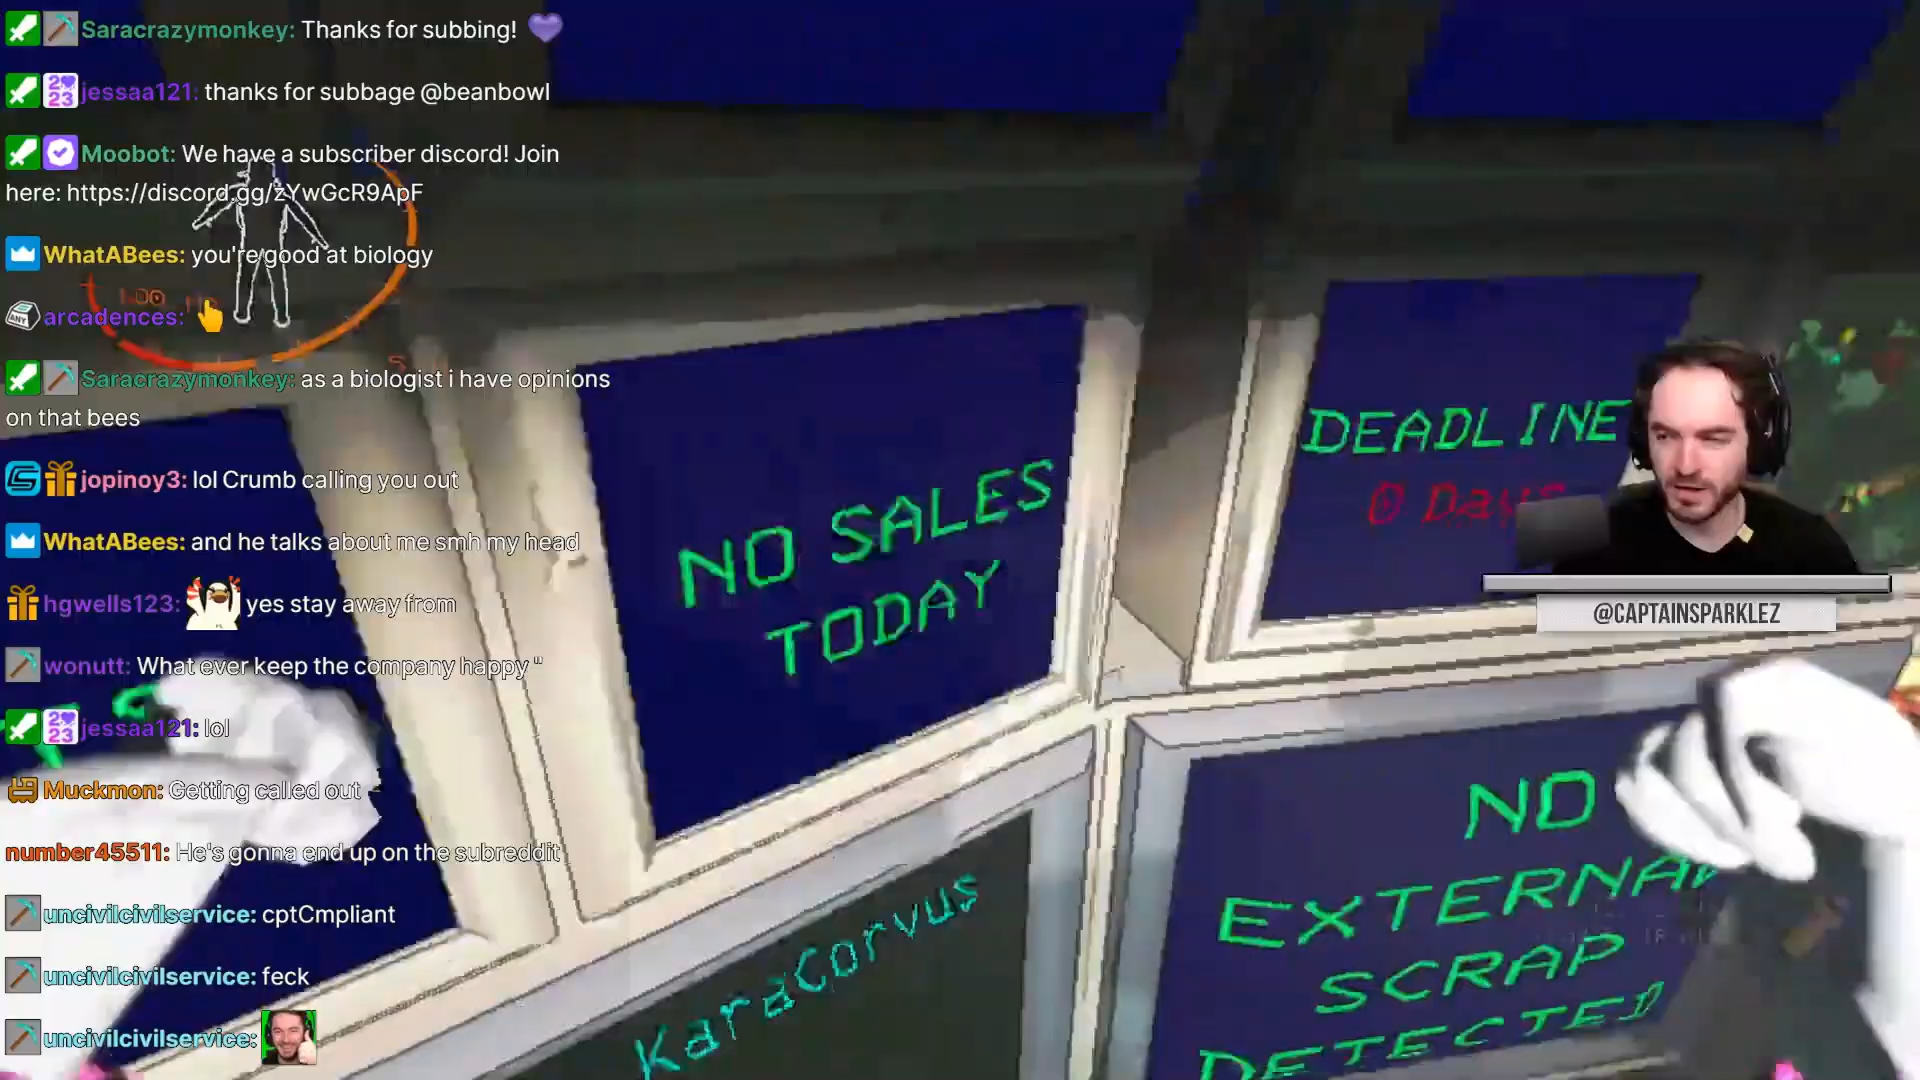 Saracrazymonkey: Thanks for subbing!
jessaa121: thanks for subbage @beanbowl
Moobot: We have a subscriber discord! Join
here: https://discord.gg/zYwGcR9ApF
WhatABees: you're good at biology
arcadences:
Saracrazymonkey: as a biologist i have opinions
on that bees
jopinoy3: lol Crumb calling you out
WhatABees: and he talks about me smh my head
hgwells123: yes stay away from
wonutt: What ever keep the company happy "
jessaa121: lol
Muckmon: Getting called out
number45511: He's gonna end up on the subreddit
uncivilcivilservice: cptCmpliant
uncivilcivilservice: feck
uncivilcivilservice:
NO SALES
TODAY
DEADLINE
0 Days
@CAPTAINSPARKLEZ
KaraCorvus
NO
EXTERNAL
SCRAP
DETECTED